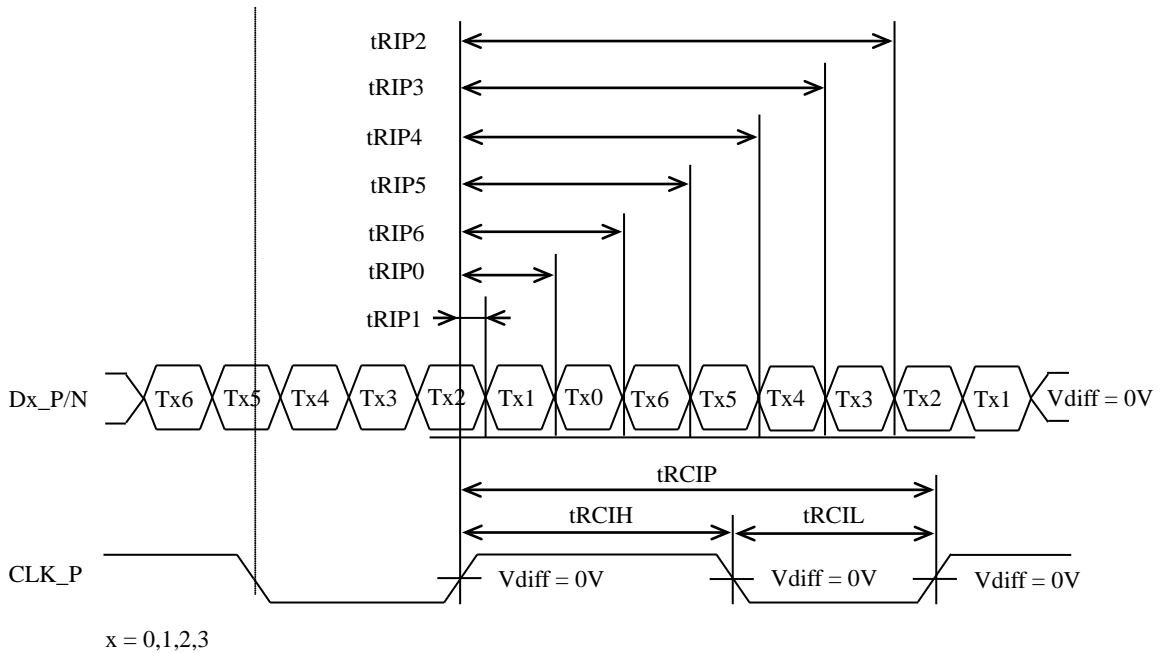 tRIP2
tRIP3
tRIP4
tRIP5
tRIP6
tRIP0
tRIP1
Dx_P/N Tx6 Tx5 Tx4 Tx3 Tx2 Tx1 Tx0 Tx6 Tx5 Tx4 Tx3 Tx2 Tx1 Vdiff = 0V
tRCIP
tRCIH tRCIL
CLK_P Vdiff = 0V Vdiff = 0V Vdiff = 0V
x = 0,1,2,3